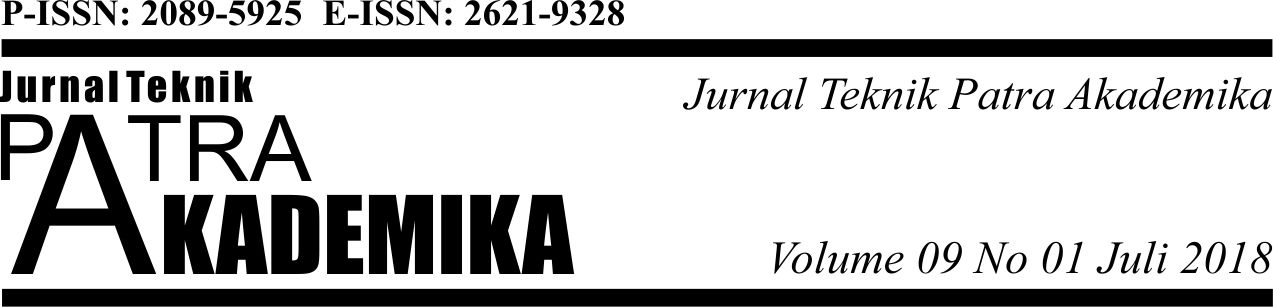 P-ISSN: 2089-5925 E-ISSN: 2621-9328
Jurnal Teknik
PATRA
AKADEMIKA
Jurnal Teknik Patra Akademika
Volume 09 No 01 Juli 2018